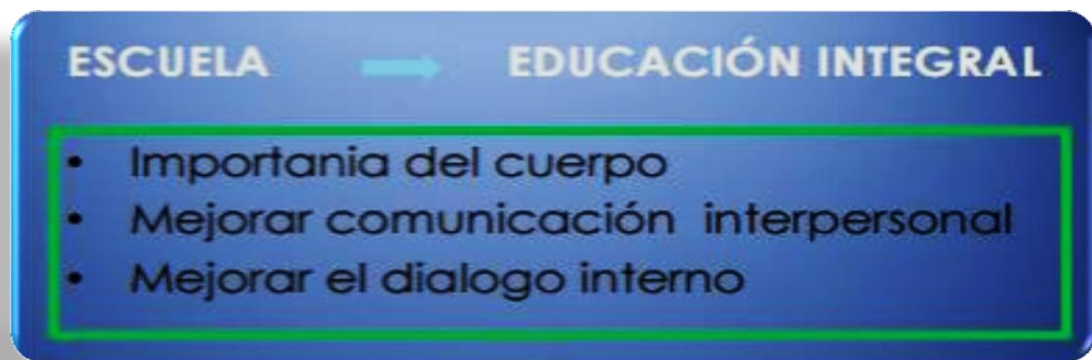 ESCUELA EDUCACIÓN INTEGRAL
• Importania del cuerpo
• Mejorar comunicación interpersonal
• Mejorar el dialogo interno